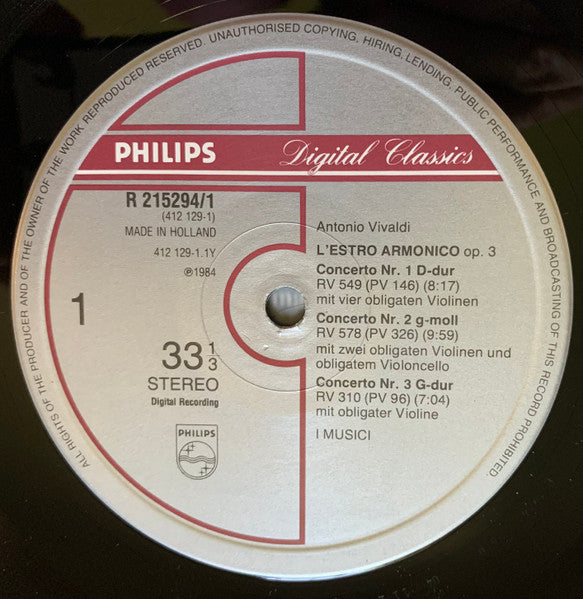 ALL RIGHTS OF THE PRODUCER AND OF THE OWNER OF THE WORK REPRODUCED RESERVED. UNAUTHORISED COPYING, HIRING, LENDING, PUBLIC PERFORMANCE AND BROADCASTING OF THIS RECORD PROHIBITED.
PHILIPS Digital Classics
R 215294/1
(412 129-1)
MADE IN HOLLAND
412 129-1.1Y
℗1984
1
33 1/3
STEREO
Digital Recording
PHILIPS
Antonio Vivaldi
L'ESTRO ARMONICO op. 3
Concerto Nr. 1 D-dur
RV 549 (PV 146) (8:17)
mit vier obligaten Violinen
Concerto Nr. 2 g-moll
RV 578 (PV 326) (9:59)
mit zwei obligaten Violinen und
obligatem Violoncello
Concerto Nr. 3 G-dur
RV 310 (PV 96) (7:04)
mit obligater Violine
I MUSICI